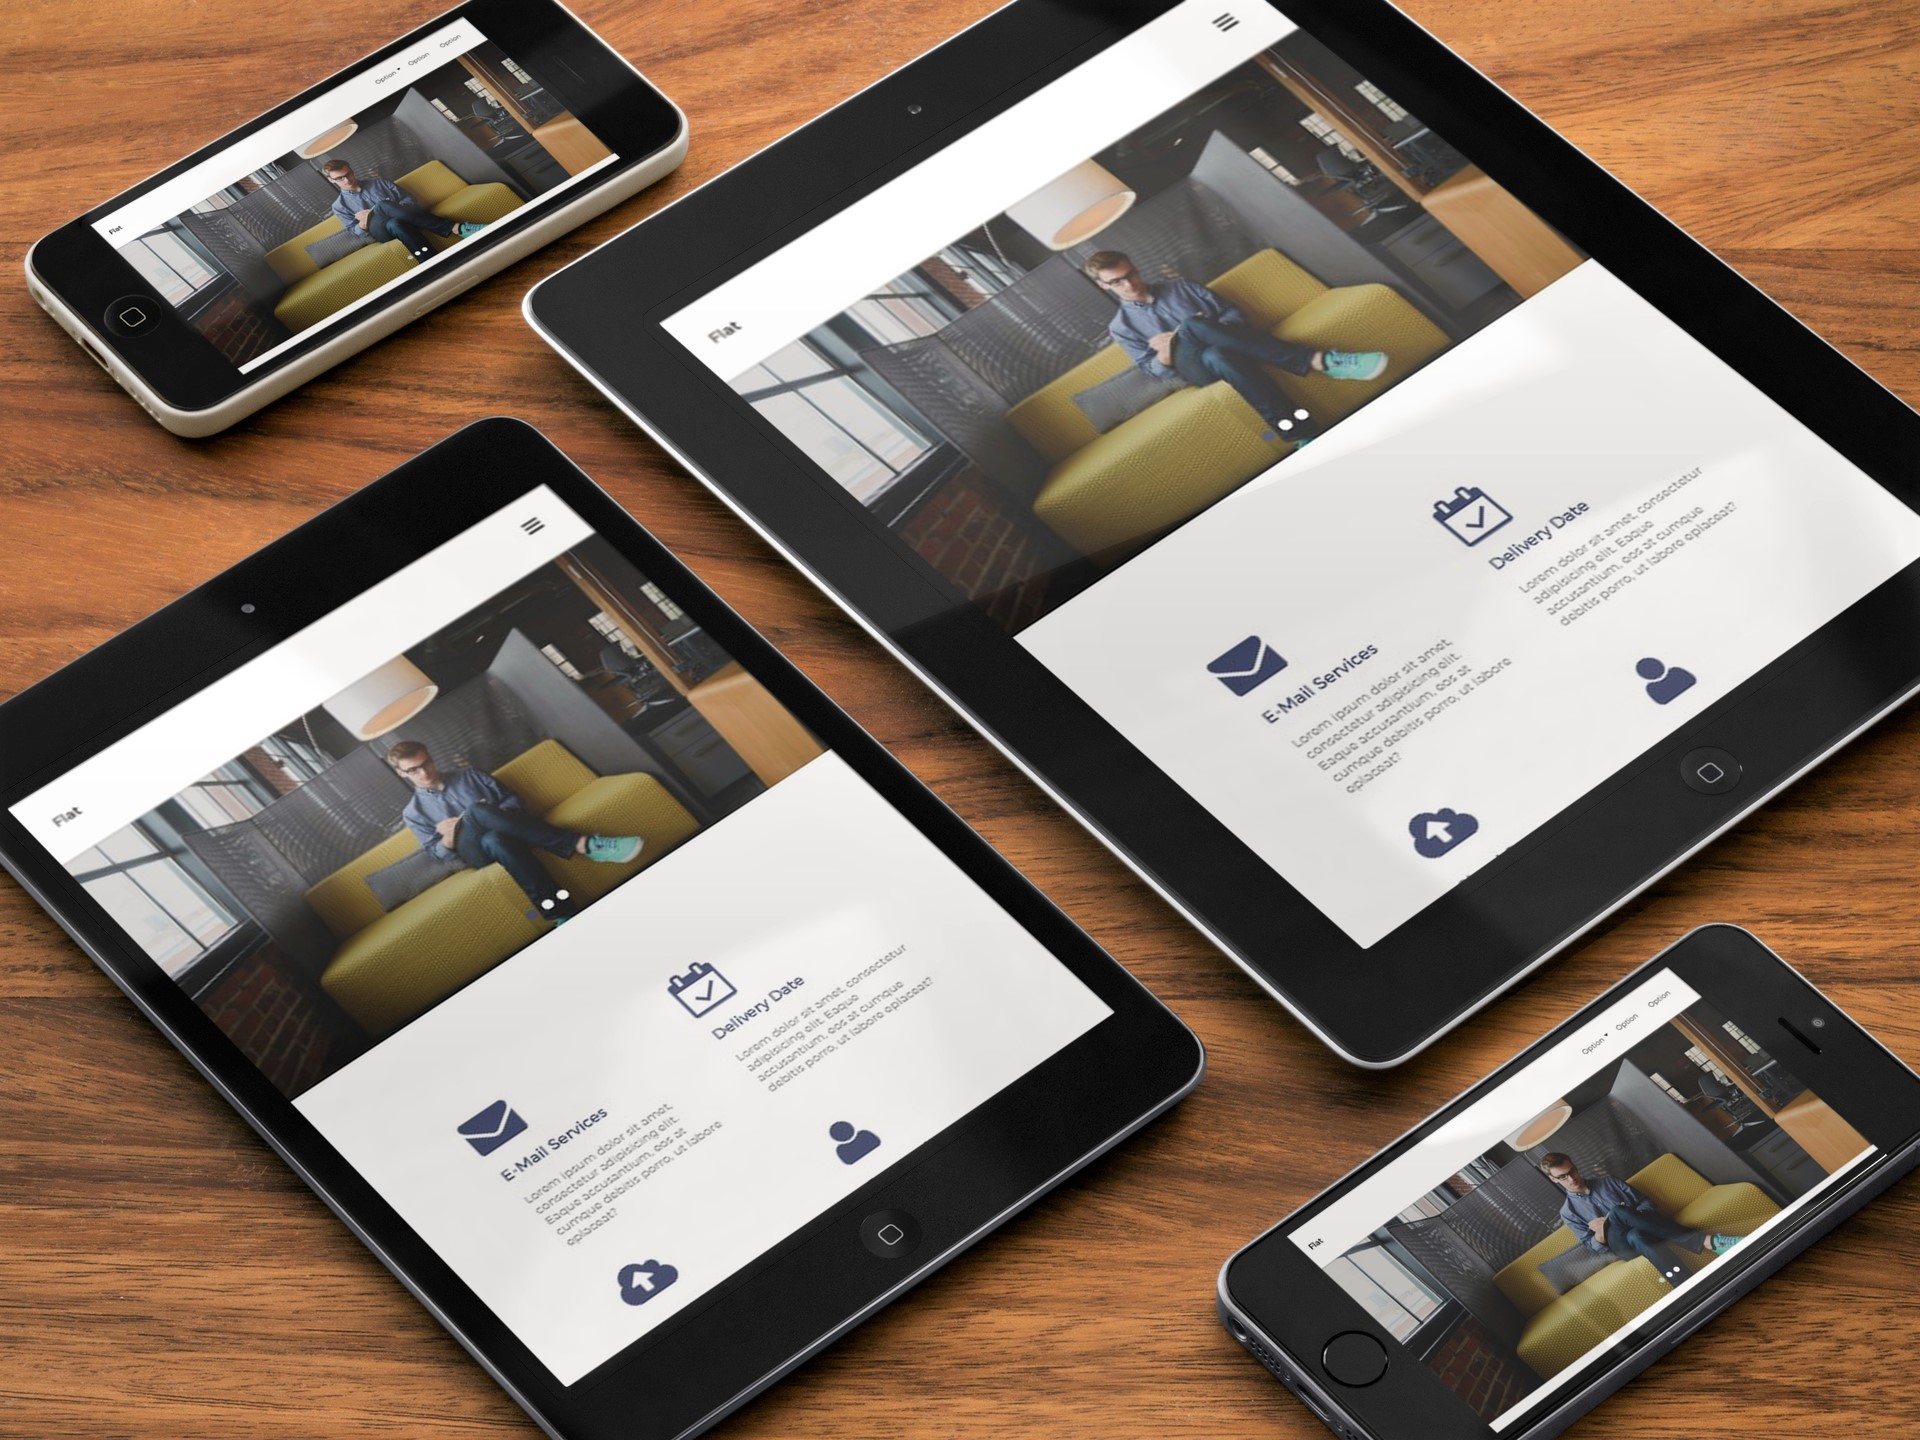 Option
Option
Option
Flat
Flat
Delivery Date
Lorem dolor sit amet, consectetur
adipisicing elit. Eaque
accusantium, eos at cumque
debitis porro, ut labore eplaceat?
E-Mail Services
Lorem ipsum dolor sit amet,
consectetur adipisicing elit.
Eaque accusantium, eos at
cumque debitis porro, ut labore
eplaceat?
Flat
Delivery Date
Lorem dolor sit amet, consectetur
adipisicing elit. Eaque
accusantium, eos at cumque
debitis porro, ut labore eplaceat?
E-Mail Services
Lorem ipsum dolor sit amet,
consectetur adipisicing elit.
Eaque accusantium, eos at
cumque debitis porro, ut labore
eplaceat?
Option
Option
Option
Flat